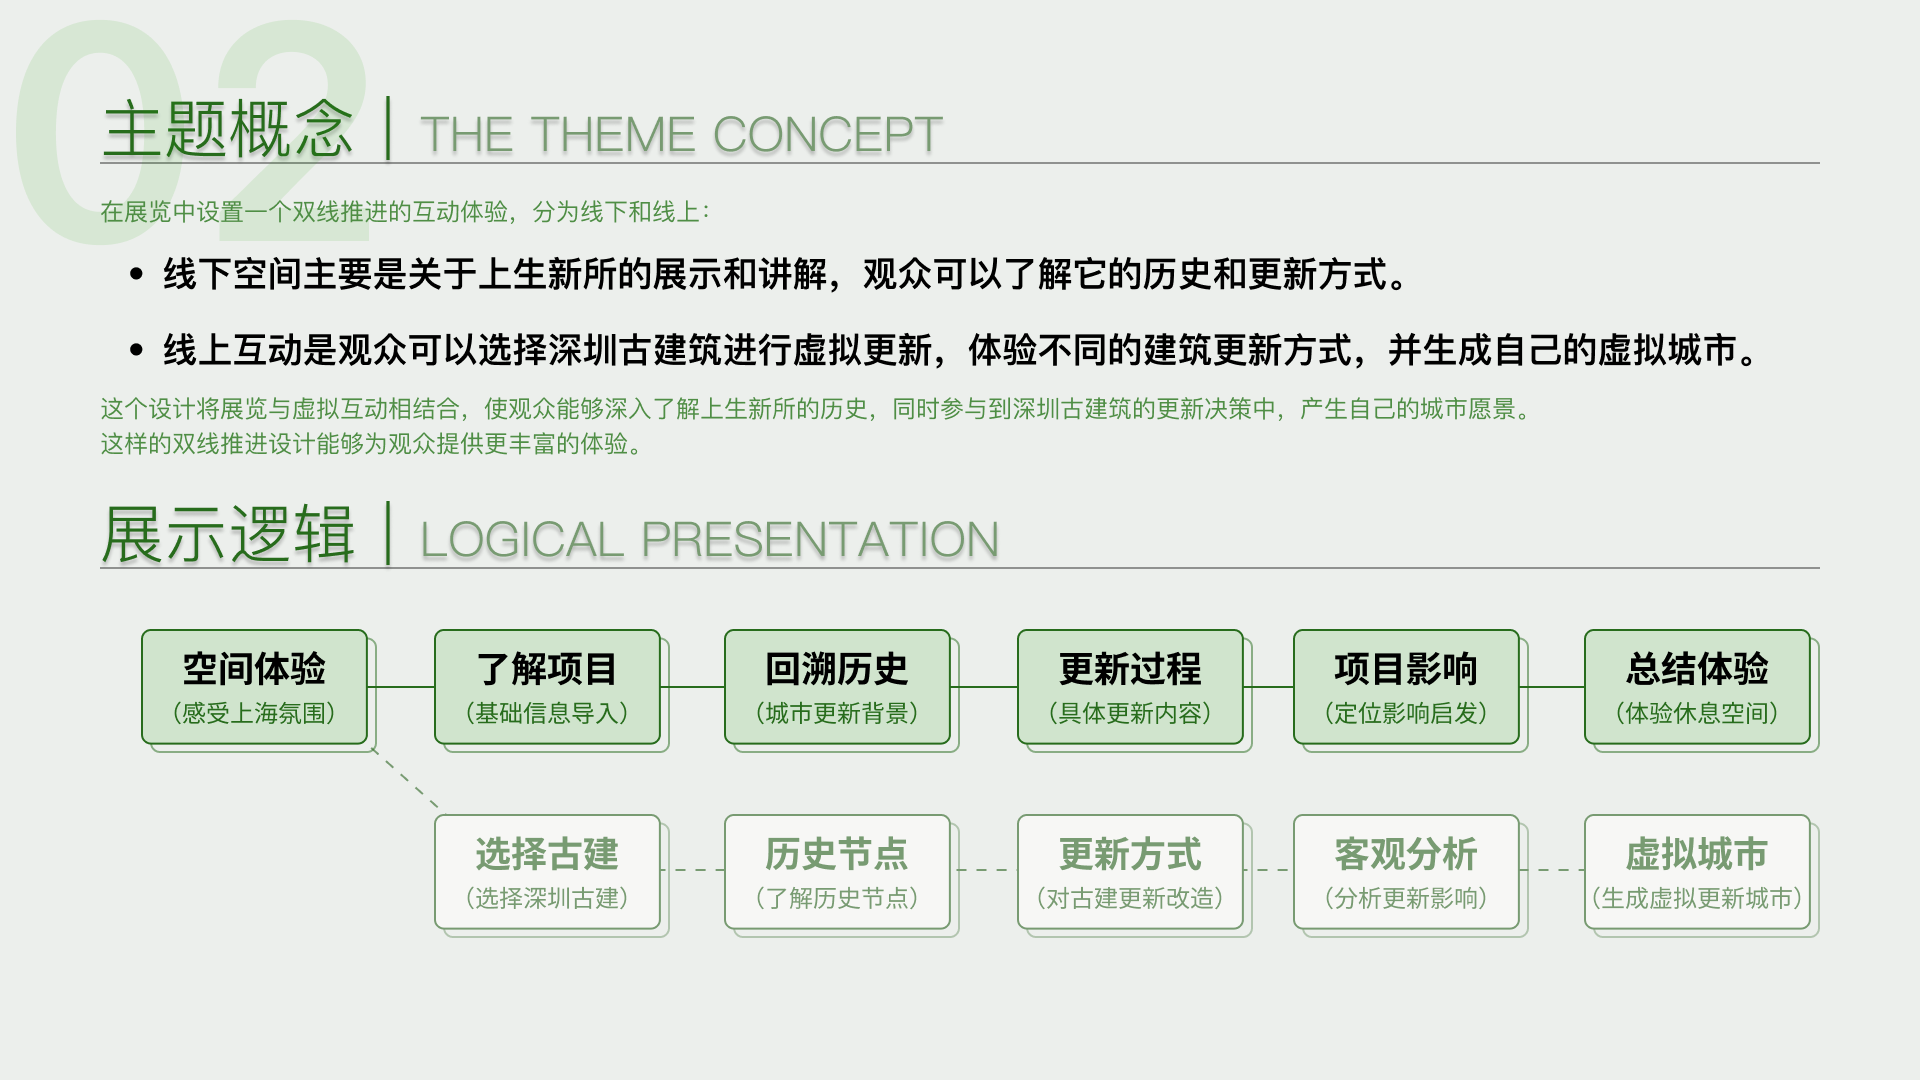 02
主题概念 | THE THEME CONCEPT
在展览中设置一个双线推进的互动体验，分为线下和线上：
• 线下空间主要是关于上生新所的展示和讲解，观众可以了解它的历史和更新方式。
• 线上互动是观众可以选择深圳古建筑进行虚拟更新，体验不同的建筑更新方式，并生成自己的虚拟城市。
这个设计将展览与虚拟互动相结合，使观众能够深入了解上生新所的历史，同时参与到深圳古建筑的更新决策中，产生自己的城市愿景。
这样的双线推进设计能够为观众提供更丰富的体验。
展示逻辑 | LOGICAL PRESENTATION
空间体验
（感受上海氛围）
了解项目
（基础信息导入）
回溯历史
（城市更新背景）
更新过程
（具体更新内容）
项目影响
（定位影响启发）
总结体验
（体验休息空间）
选择古建
（选择深圳古建）
历史节点
（了解历史节点）
更新方式
（对古建更新改造）
客观分析
（分析更新影响）
虚拟城市
（生成虚拟更新城市）